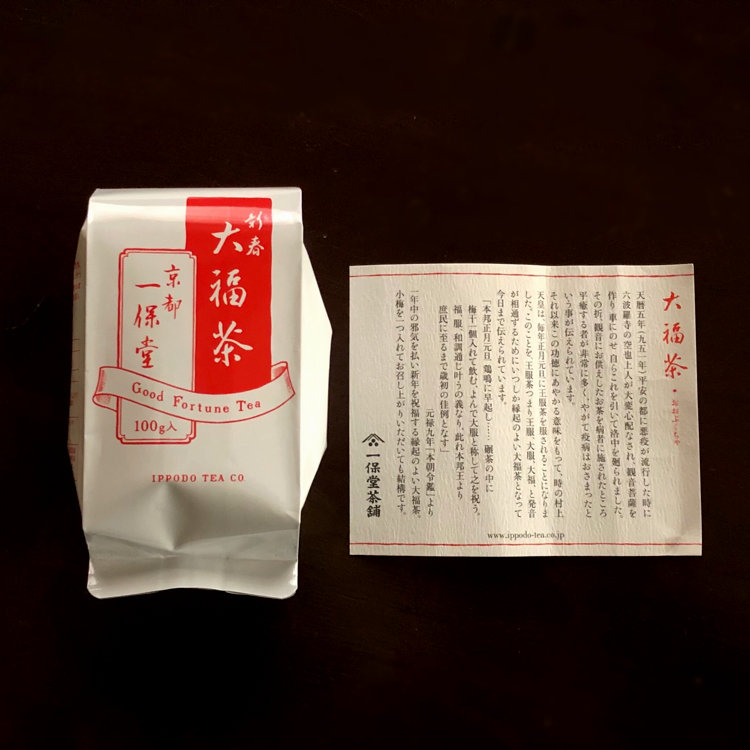 新春
大福茶
京都
一保堂
Good Fortune Tea
100g入
IPPODO TEA CO.
大福茶・おおぶくちゃ
天暦五年(九五一年)平安の都に悪疫が流行した時に
六波羅寺の空也上人が大変心配なされ、観音菩薩を
作り車にのせ、自らこれを引いて洛中を廻られました。
その折、観音にお供えしたお茶を病者に施されたところ
平癒する者が非常に多く、やがて疫病はおさまったと
いう事が伝えられています。
それ以来この功徳にあやかる意味をもって、時の村上
天皇は、毎年正月元旦に王服茶を服されることになりま
した。このことを、王服茶つまり王服、大服、大福、と発音
が相通ずるためにいつしか縁起のよい大福茶となって
今日まで伝えられています。
「本邦正月元旦、鶏鳴に早起し……碾茶の中に
梅干一個入れて飲む。よんで大服と称して之を祝う。
福、服、和訓通じ叶うの義なり、此れ本邦王より
庶民に至るまで歳初の佳例となす」
元禄九年「本朝食鑑」より
一年中の邪気を払い新年を祝福する縁起のよい大福茶。
小梅を一つ入れてお召し上がりいただいても結構です。
一保堂茶舗
www.ippodo-tea.co.jp